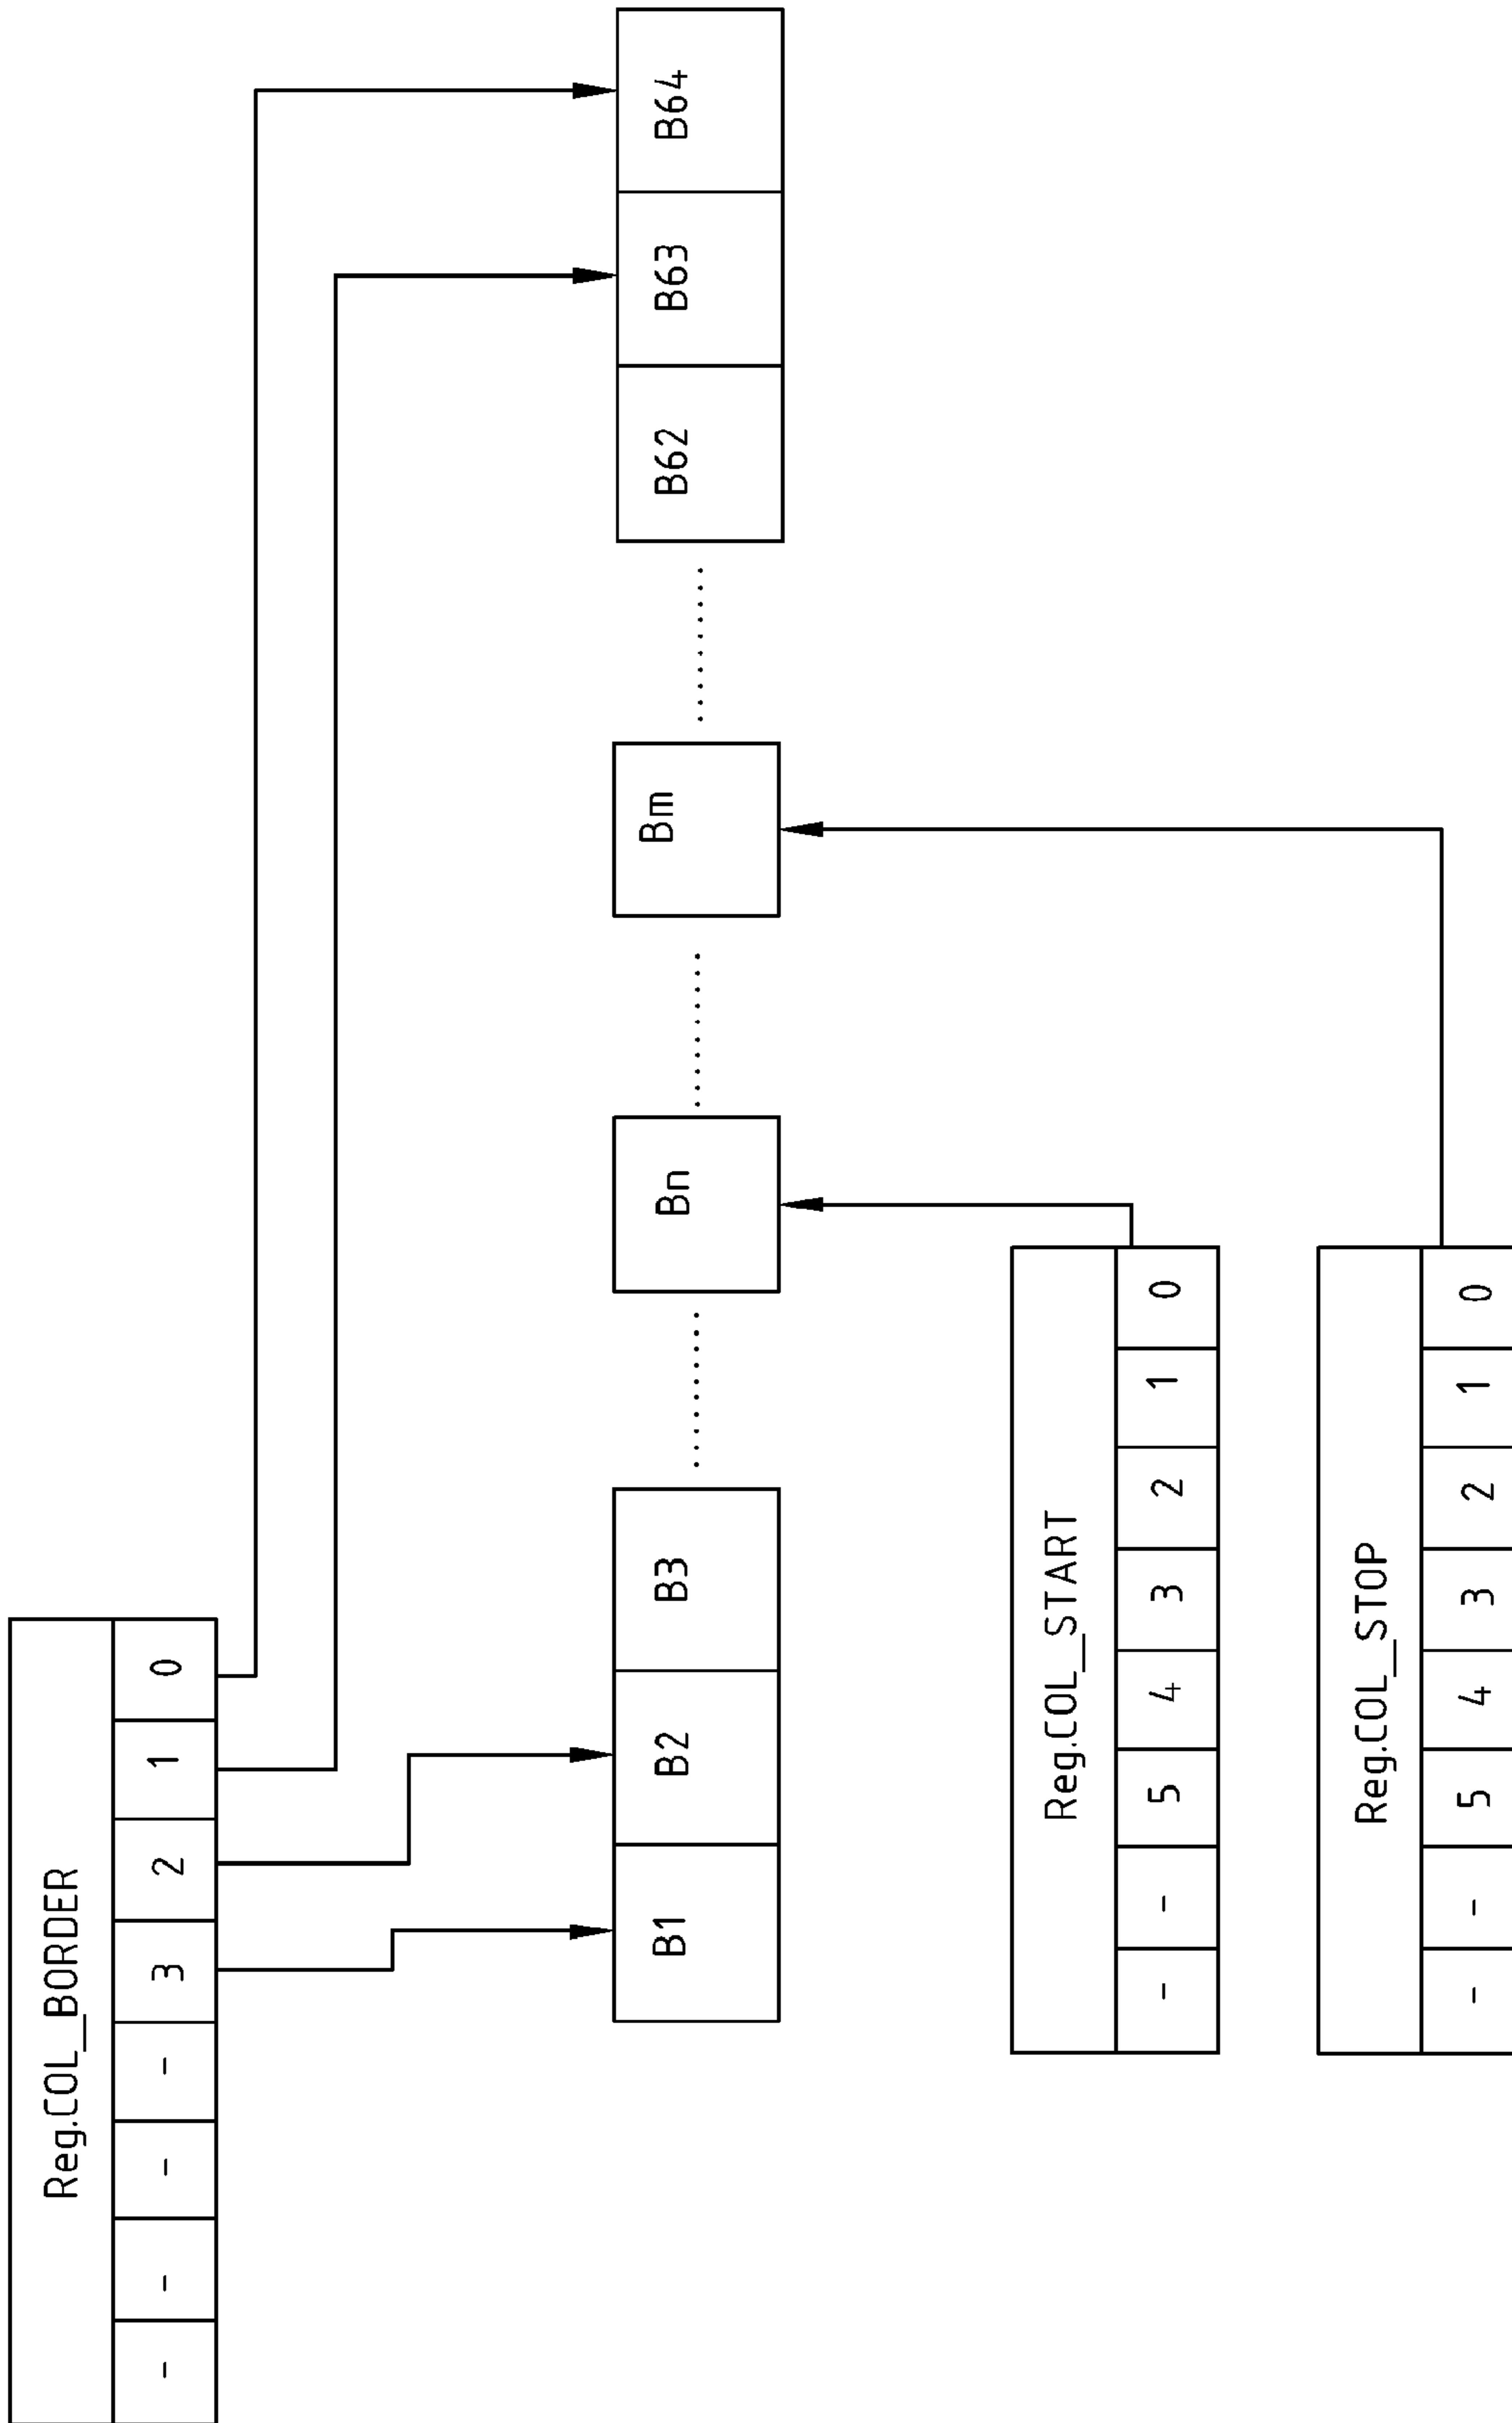 Reg.COL_BORDER
- - - - 3 2 1 0
B1 B2 B3 Bn Bm B62 B63 B64
Reg.COL_START
- - 5 4 3 2 1 0
Reg.COL_STOP
- - 5 4 3 2 1 0